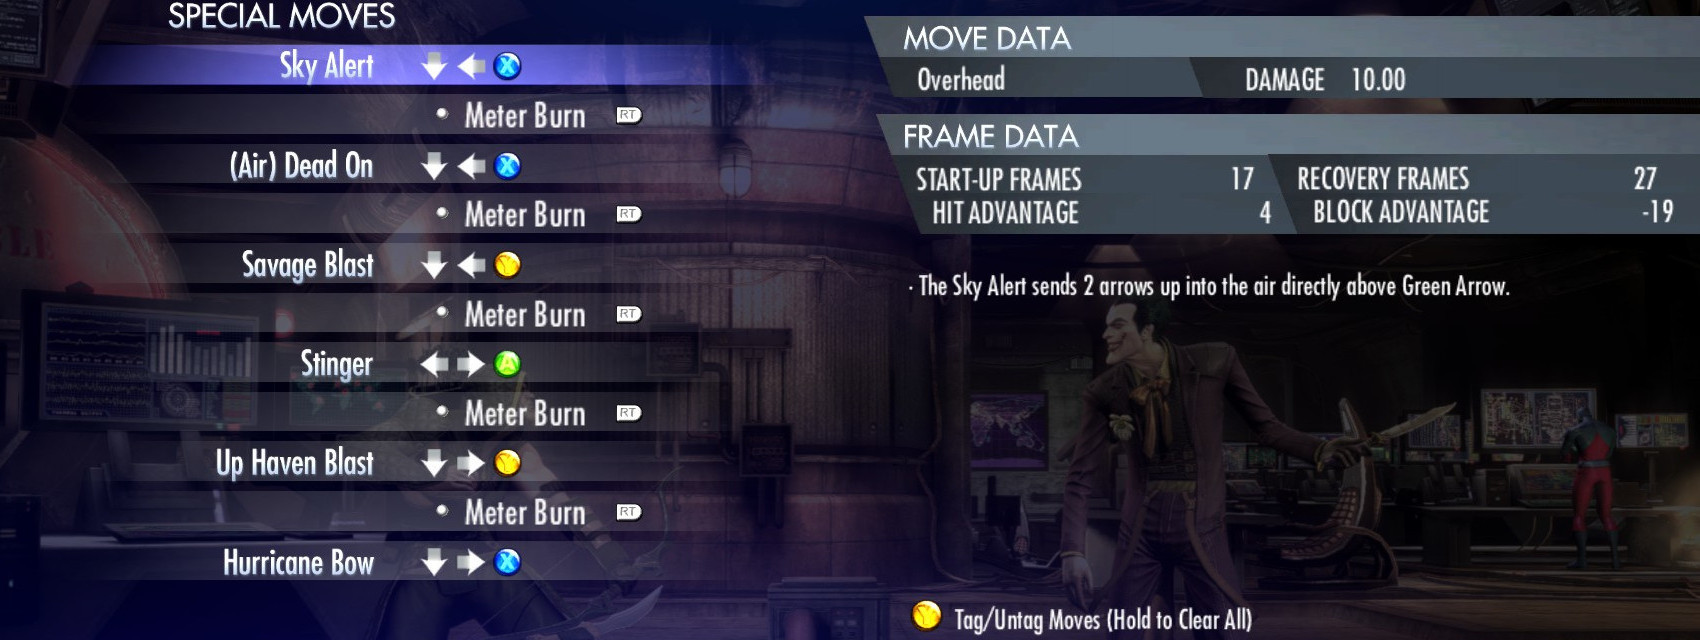 SPECIAL MOVES
Sky Alert X
Meter Burn RT
(Air) Dead On X
Meter Burn RT
Savage Blast Y
Meter Burn RT
Stinger A
Meter Burn RT
Up Haven Blast Y
Meter Burn RT
Hurricane Bow X
MOVE DATA
Overhead DAMAGE 10.00
FRAME DATA
START-UP FRAMES 17 RECOVERY FRAMES 27
HIT ADVANTAGE 4 BLOCK ADVANTAGE -19
· The Sky Alert sends 2 arrows up into the air directly above Green Arrow.
Y Tag/Untag Moves (Hold to Clear All)